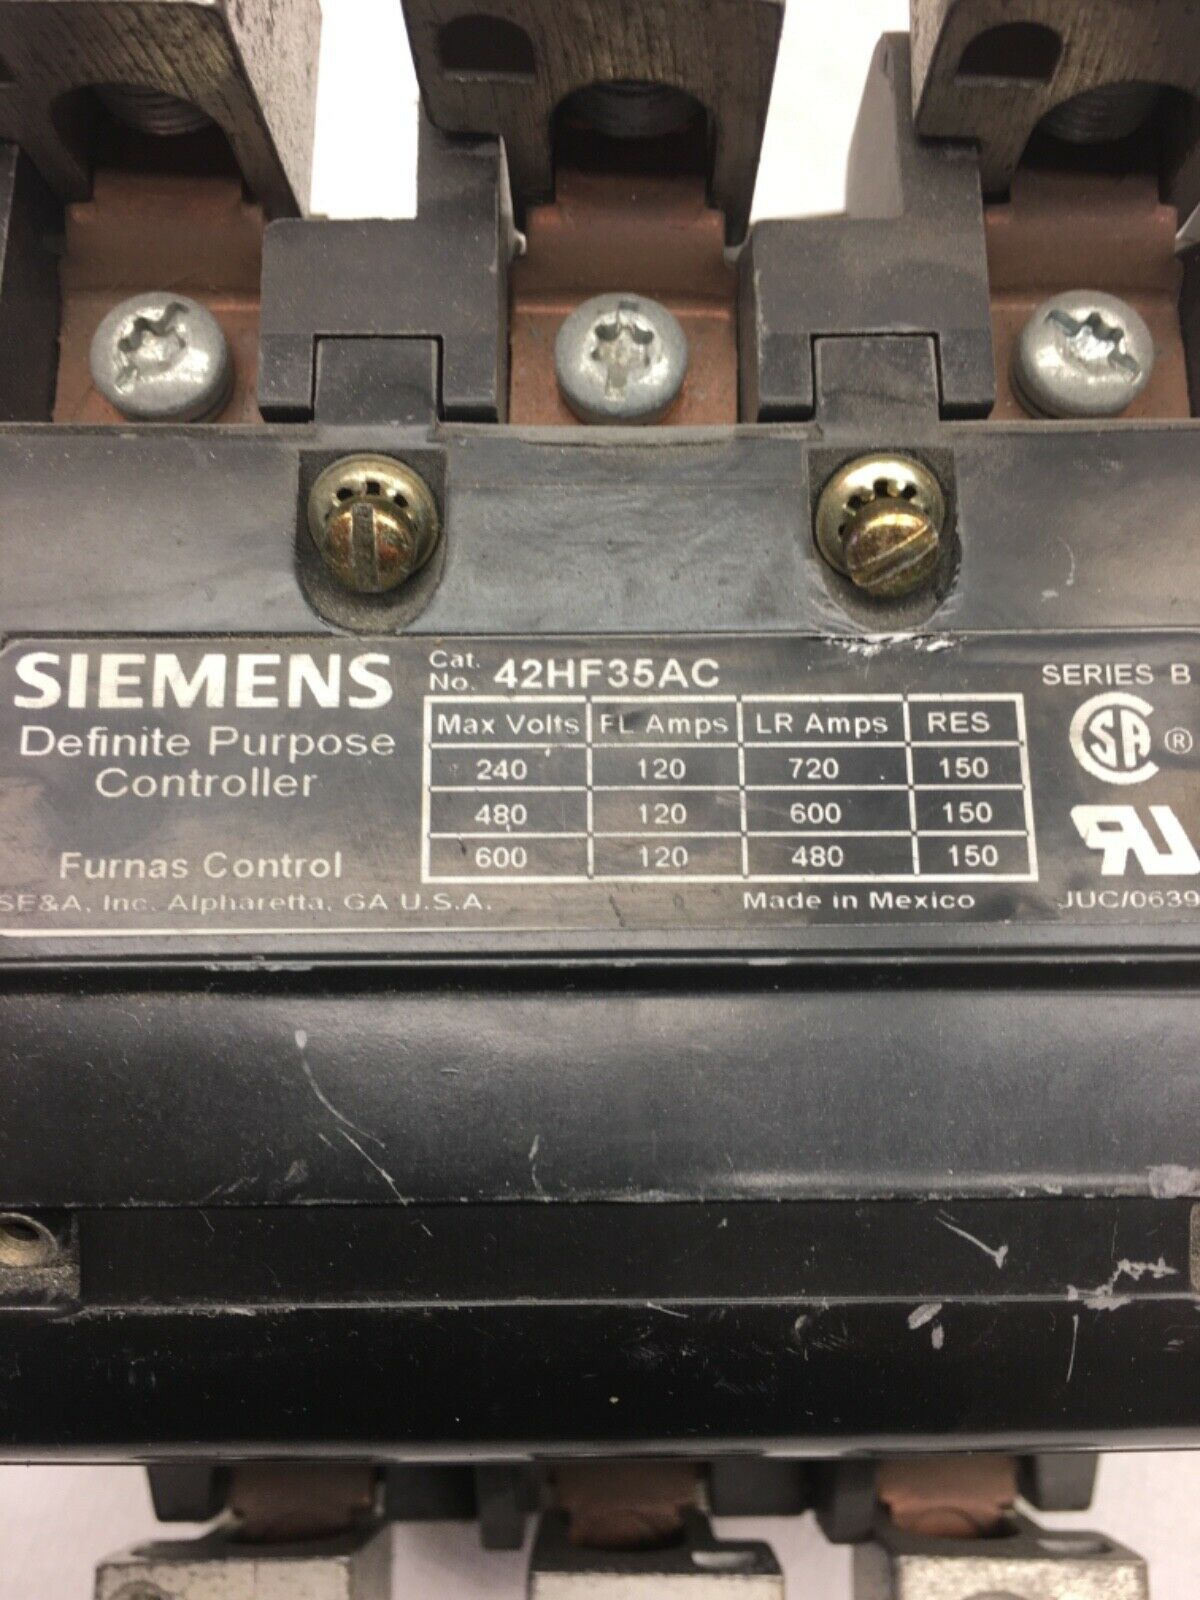 SIEMENS
Definite Purpose
Controller
Furnas Control
SE&A, Inc. Alpharetta, GA U.S.A.
Cat.
No. 42HF35AC
Max Volts FL Amps LR Amps RES
240 120 720 150
480 120 600 150
600 120 480 150
Made in Mexico
SERIES B
SA ®
RU
JUC/0639